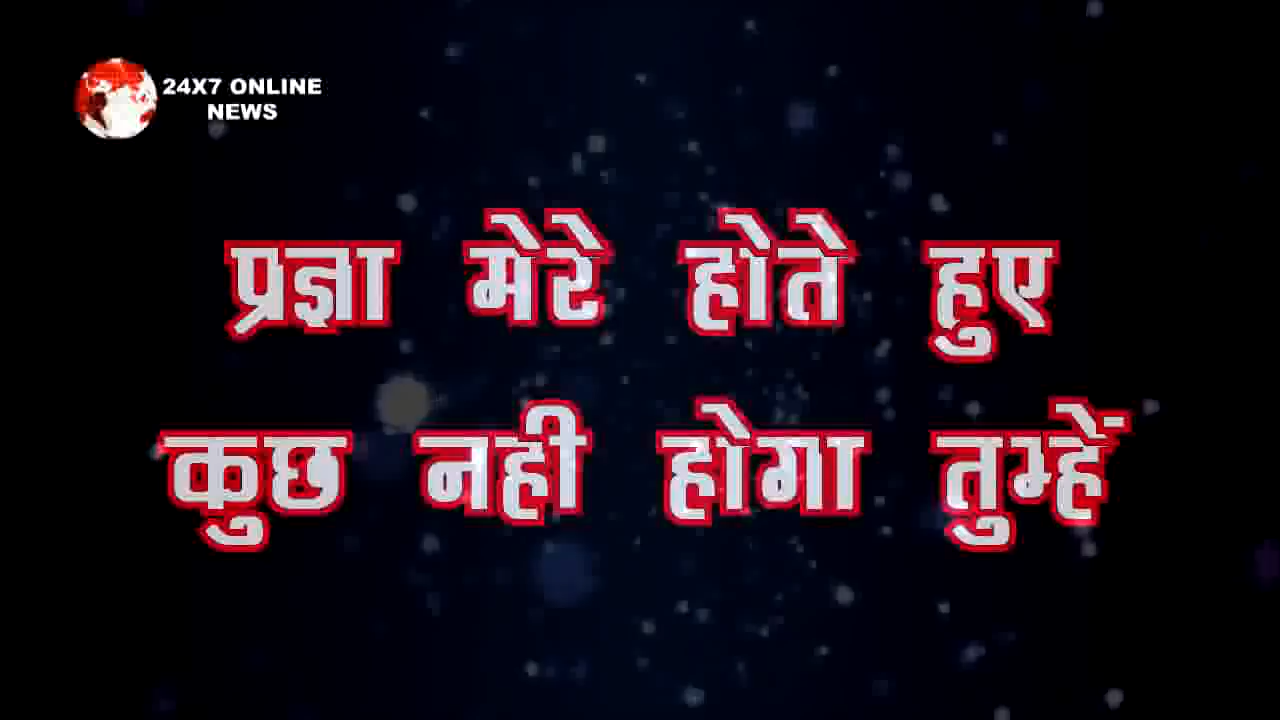 24X7 ONLINE
NEWS
प्रज्ञा मेरे होते हुए
कुछ नही होगा तुम्हें